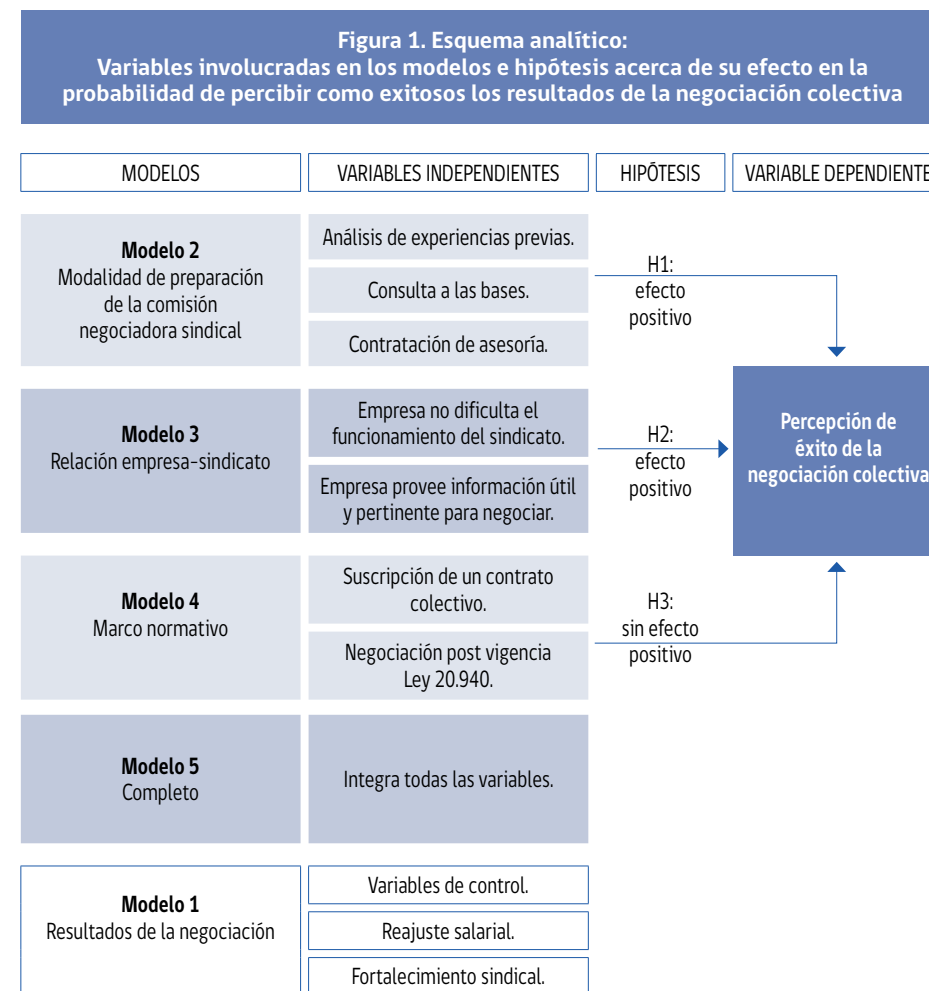 Figura 1. Esquema analítico:
Variables involucradas en los modelos e hipótesis acerca de su efecto en la
probabilidad de percibir como exitosos los resultados de la negociación colectiva
MODELOS
VARIABLES INDEPENDIENTES
HIPÓTESIS
VARIABLE DEPENDIENTE
Modelo 2
Modalidad de preparación
de la comisión
negociadora sindical
Análisis de experiencias previas.
Consulta a las bases.
Contratación de asesoría.
H1:
efecto
positivo
Modelo 3
Relación empresa-sindicato
Empresa no dificulta el
funcionamiento del sindicato.
Empresa provee información útil
y pertinente para negociar.
H2:
efecto
positivo
Percepción de
éxito de la
negociación colectiva
Modelo 4
Marco normativo
Suscripción de un contrato
colectivo.
Negociación post vigencia
Ley 20.940.
H3:
sin efecto
positivo
Modelo 5
Completo
Integra todas las variables.
Modelo 1
Resultados de la negociación
Variables de control.
Reajuste salarial.
Fortalecimiento sindical.